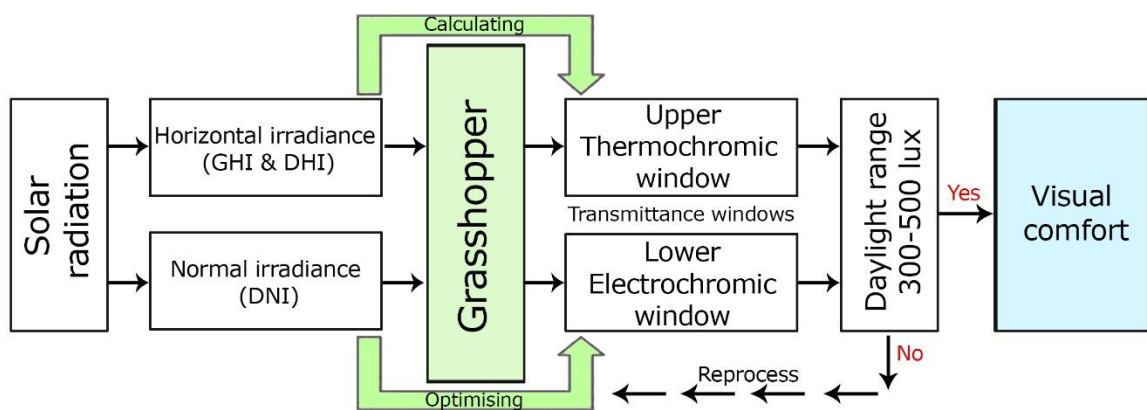 Calculating
Solar
radiation
Horizontal irradiance
(GHI & DHI)
Normal irradiance
(DNI)
Grasshopper
Upper
Thermochromic
window
Transmittance windows
Lower
Electrochromic
window
Daylight range
300-500 lux
Yes
Visual
comfort
No
Reprocess
Optimising